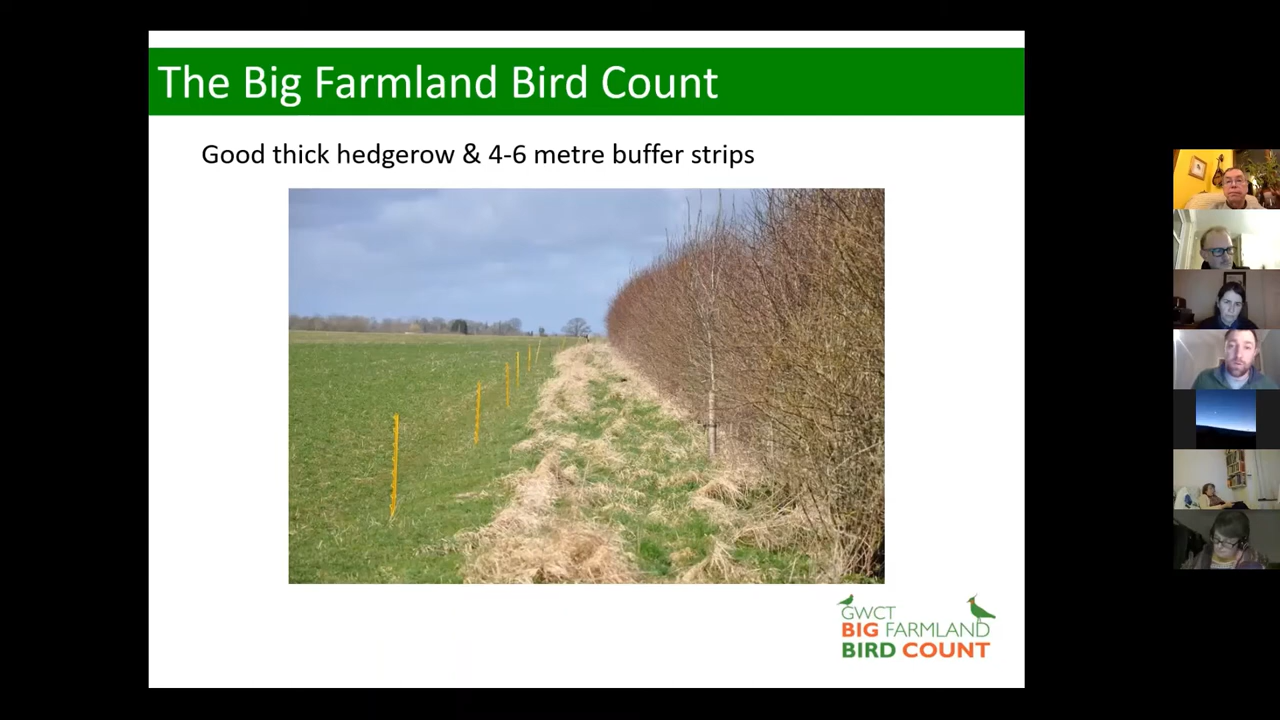 The Big Farmland Bird Count
Good thick hedgerow & 4-6 metre buffer strips
GWCT
BIG FARMLAND
BIRD COUNT